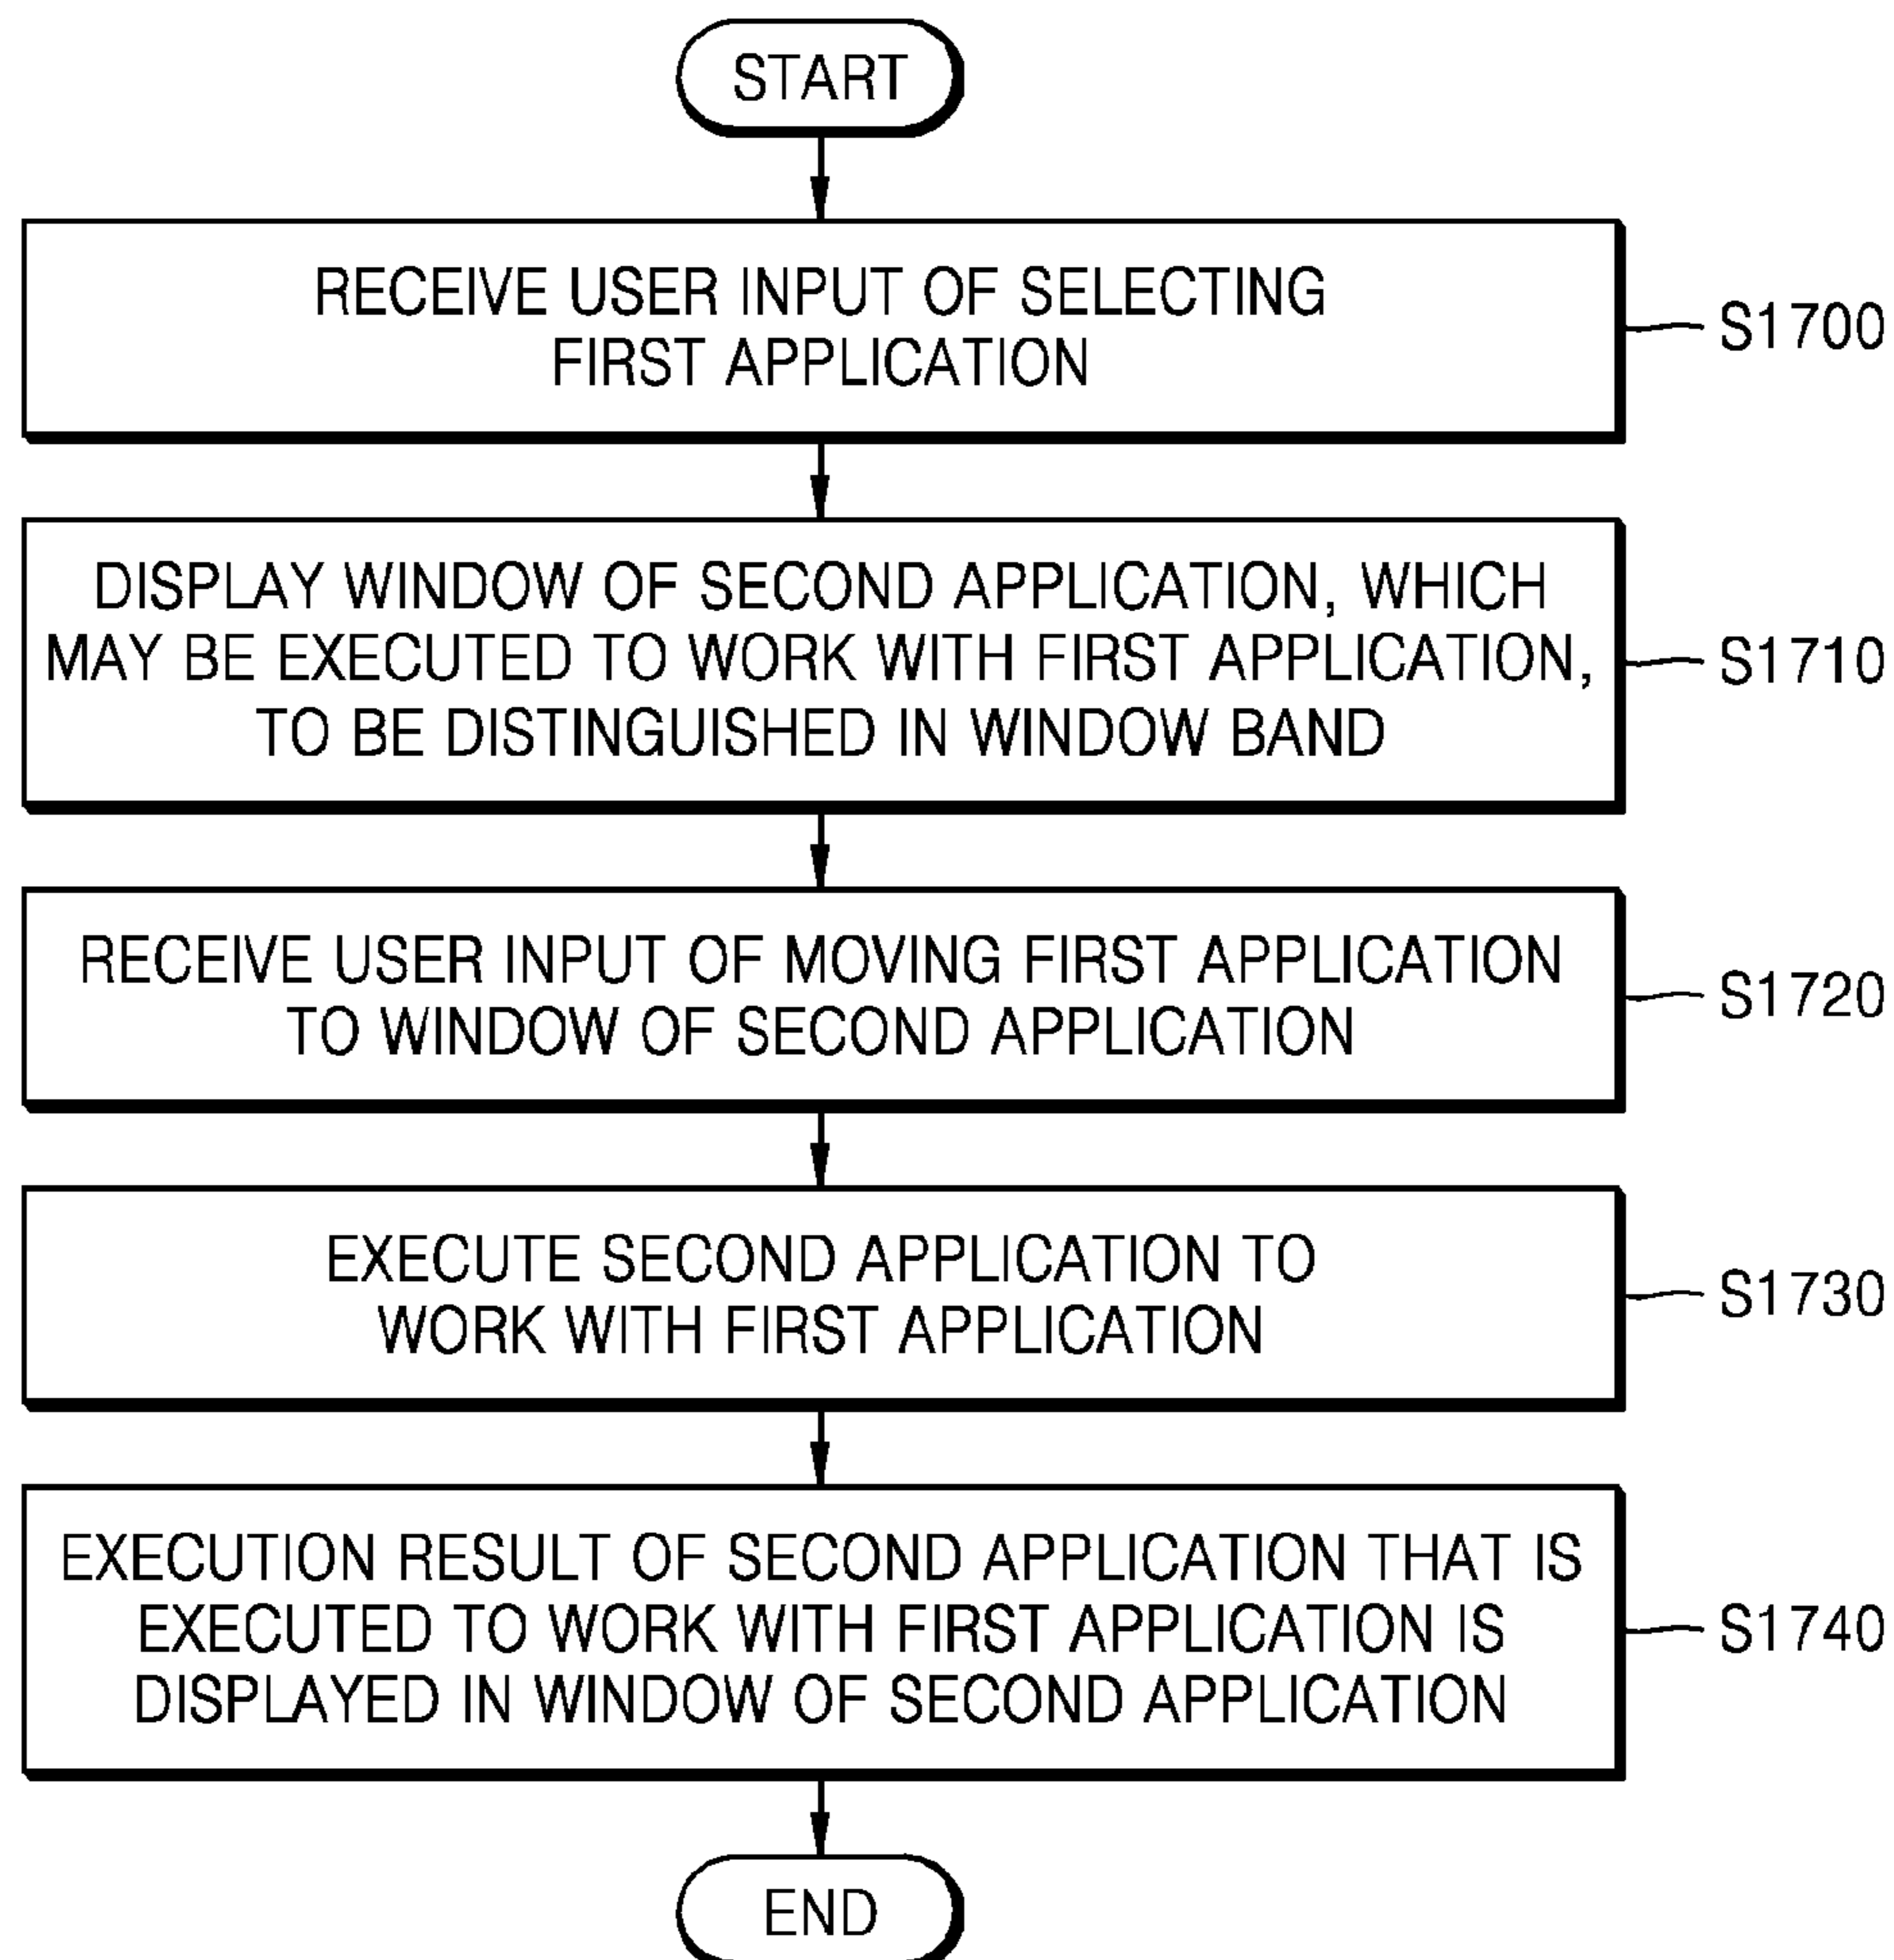 START
RECEIVE USER INPUT OF SELECTING
FIRST APPLICATION
S1700
DISPLAY WINDOW OF SECOND APPLICATION, WHICH
MAY BE EXECUTED TO WORK WITH FIRST APPLICATION,
TO BE DISTINGUISHED IN WINDOW BAND
S1710
RECEIVE USER INPUT OF MOVING FIRST APPLICATION
TO WINDOW OF SECOND APPLICATION
S1720
EXECUTE SECOND APPLICATION TO
WORK WITH FIRST APPLICATION
S1730
EXECUTION RESULT OF SECOND APPLICATION THAT IS
EXECUTED TO WORK WITH FIRST APPLICATION IS
DISPLAYED IN WINDOW OF SECOND APPLICATION
S1740
END